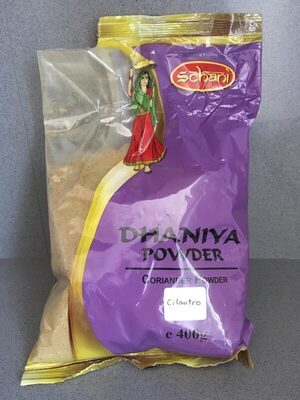 Schani
DHANIYA
POWDER
CORIANDER POWDER
Cilantro
e 400g